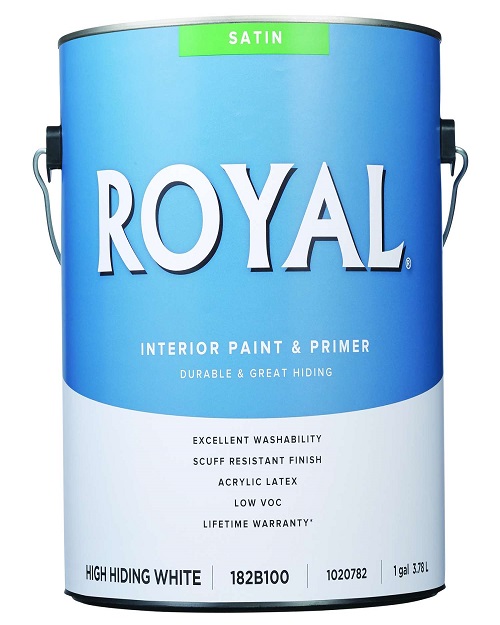 SATIN
ROYAL®
INTERIOR PAINT & PRIMER
DURABLE & GREAT HIDING
EXCELLENT WASHABILITY
SCUFF RESISTANT FINISH
ACRYLIC LATEX
LOW VOC
LIFETIME WARRANTY*
HIGH HIDING WHITE | 182B100 | 1020782 | 1 gal 3.78 L